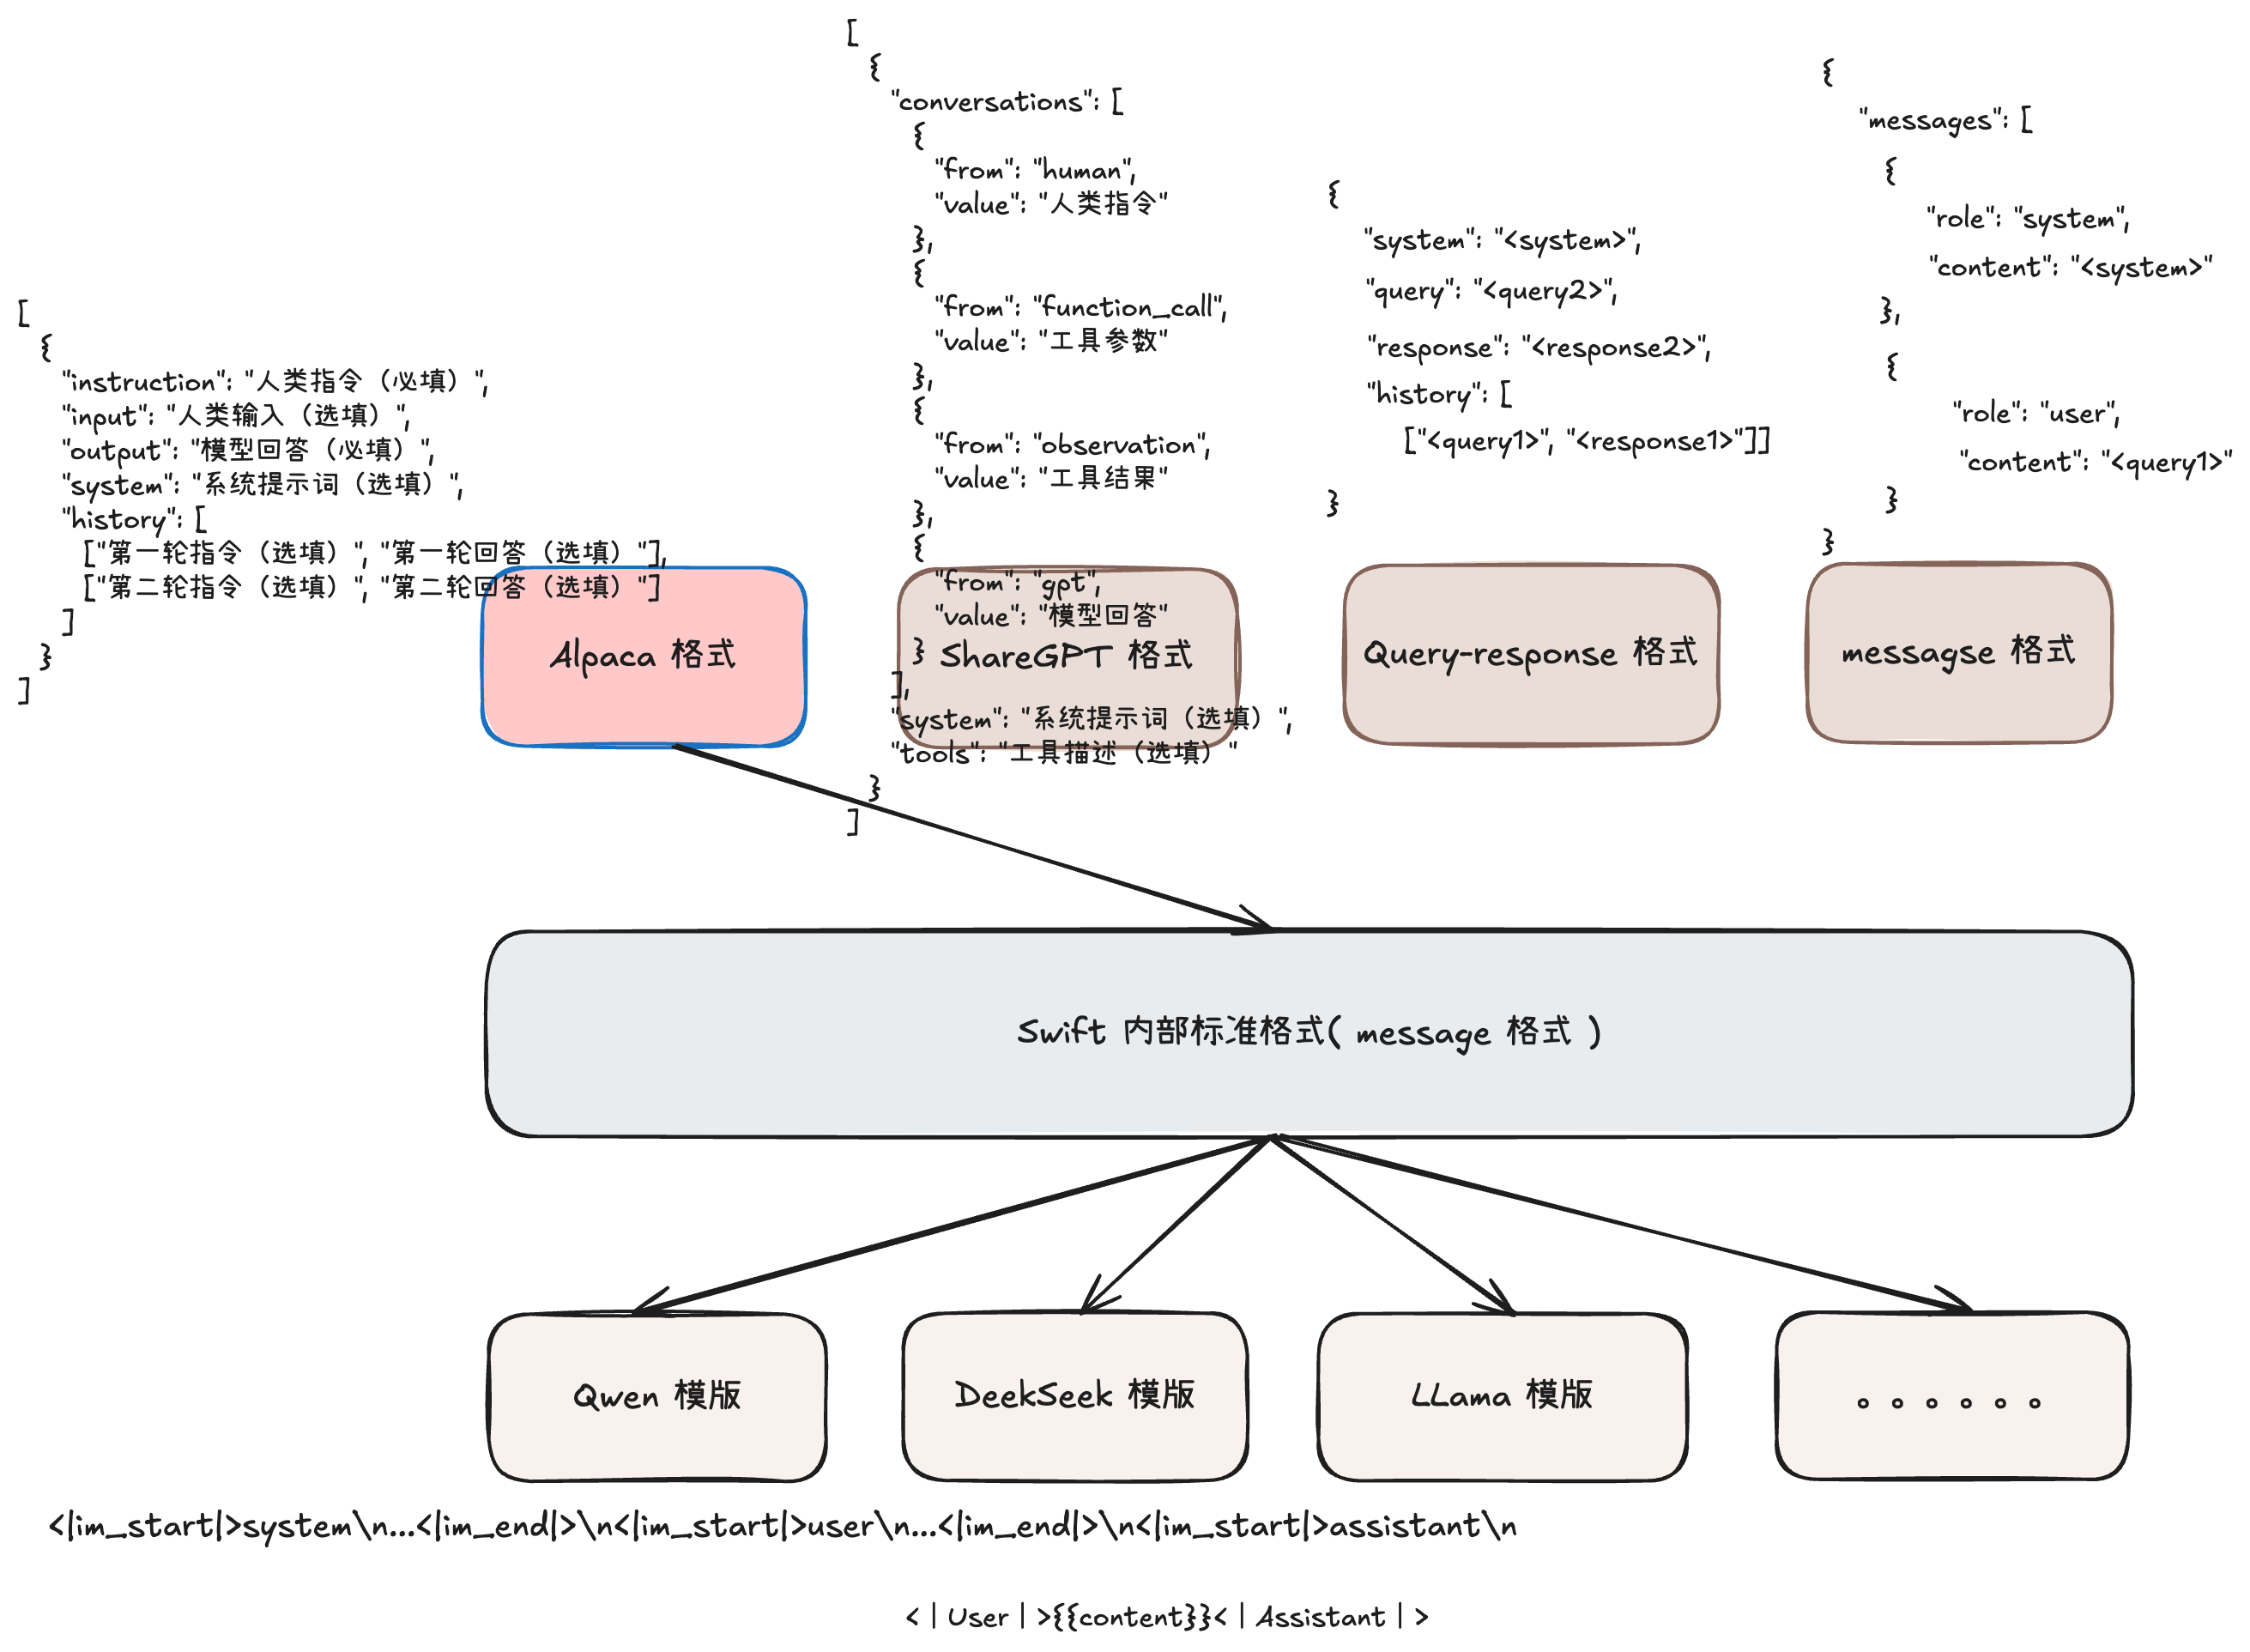 [
{
"instruction": "人类指令（必填）",
"input": "人类输入（选填）",
"output": "模型回答（必填）",
"system": "系统提示词（选填）",
"history": [
["第一轮指令（选填）", "第一轮回答（选填）"],
["第二轮指令（选填）", "第二轮回答（选填）"]
]
}
]
Alpaca 格式
[
{
"conversations": [
{
"from": "human",
"value": "人类指令"
},
{
"from": "function_call",
"value": "工具参数"
},
{
"from": "observation",
"value": "工具结果"
},
{
"from": "gpt",
"value": "模型回答"
}
],
"system": "系统提示词（选填）",
"tools": "工具描述（选填）"
}
]
ShareGPT 格式
{
"system": "<system>",
"query": "<query2>",
"response": "<response2>",
"history": [
["<query1>", "<response1>"]]
}
Query-response 格式
{
"messages": [
{
"role": "system",
"content": "<system>"
},
{
"role": "user",
"content": "<query1>"
}
}
messagse 格式
Swift 内部标准格式( message 格式 )
Qwen 模版
DeekSeek 模版
LLama 模版
。。。。。。
<|im_start|>system\n...<|im_end|>\n<|im_start|>user\n...<|im_end|>\n<|im_start|>assistant\n
<｜User｜>{{content}}<｜Assistant｜>